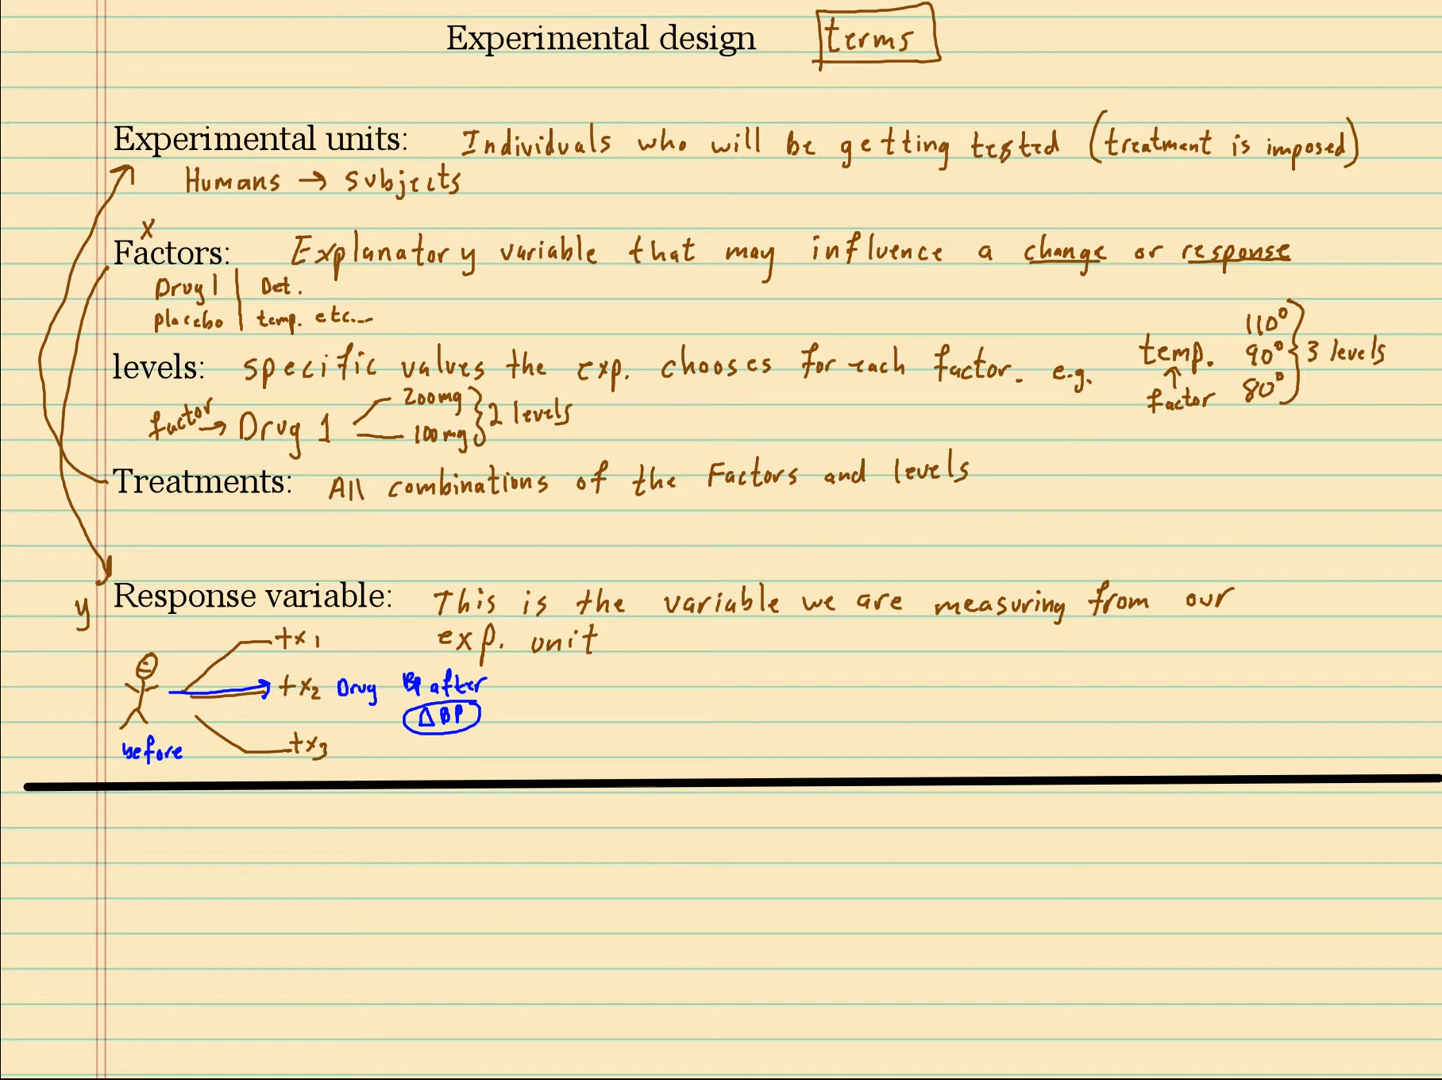 Experimental design terms
Experimental units: Individuals who will be getting tested (treatment is imposed)
Humans → subjects
x
Factors: Explanatory variable that may influence a change or response
Drug 1 | Det.
placebo | temp. etc...
levels: specific values the exp. chooses for each factor. e.g. temp. 110° 90° 80° } 3 levels
↑
factor
factor → Drug 1 200mg 100mg } 2 levels
Treatments: All combinations of the Factors and levels
y Response variable: This is the variable we are measuring from our
exp. unit
tx1
tx2 Drug BP after
ΔBP
before
tx3